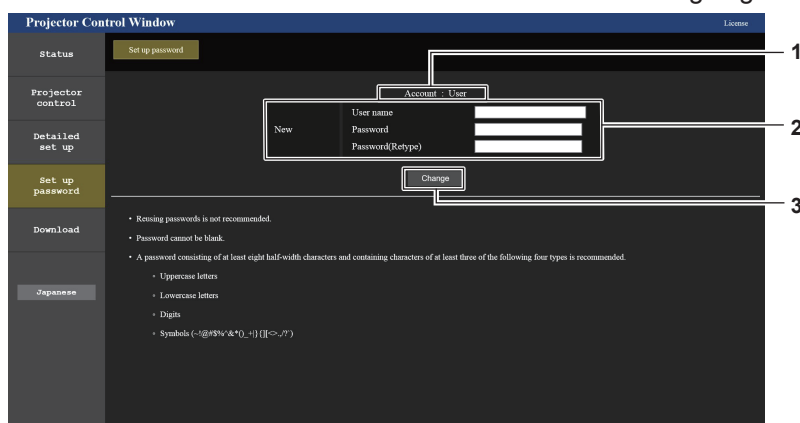 Projector Control Window License
Status
Set up password
1
Projector
control
Account : User
New
User name
Password
Password(Retype)
2
Detailed
set up
Set up
password
Change
3
Download
• Reusing passwords is not recommended.
• Password cannot be blank.
• A password consisting of at least eight half-width characters and containing characters of at least three of the following four types is recommended.
Uppercase letters
Lowercase letters
Digits
Symbols (~!@#$%^&*()_+|}{][<>.,/?`)
Japanese